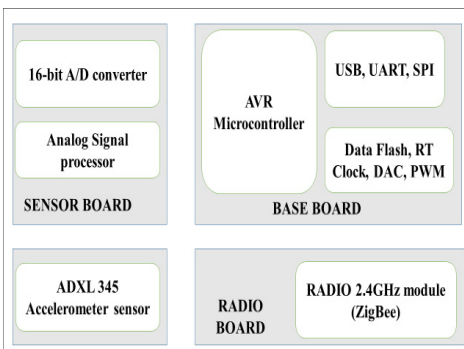 16-bit A/D converter
Analog Signal
processor
SENSOR BOARD
AVR
Microcontroller
USB, UART, SPI
Data Flash, RT
Clock, DAC, PWM
BASE BOARD
ADXL 345
Accelerometer sensor
RADIO
BOARD
RADIO 2.4GHz module
(ZigBee)